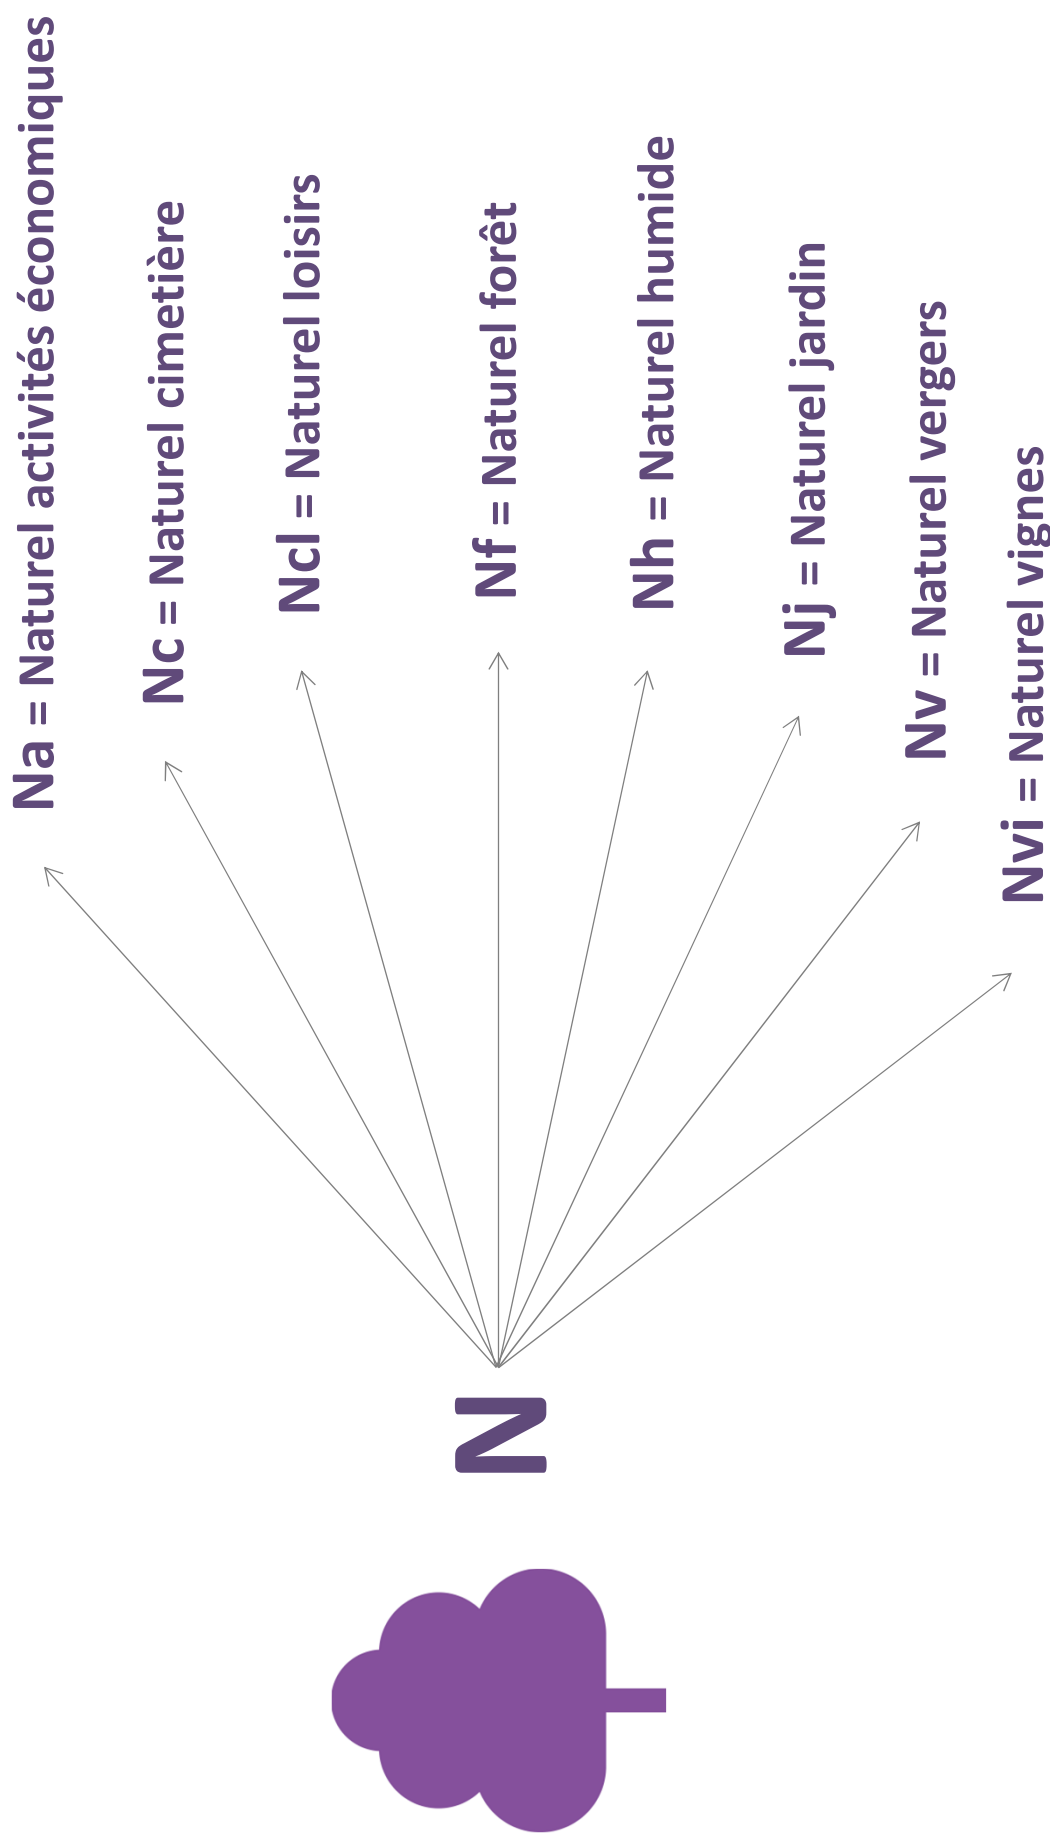 N
Na = Naturel activités économiques
Nc = Naturel cimetière
Ncl = Naturel loisirs
Nf = Naturel forêt
Nh = Naturel humide
Nj = Naturel jardin
Nv = Naturel vergers
Nvi = Naturel vignes